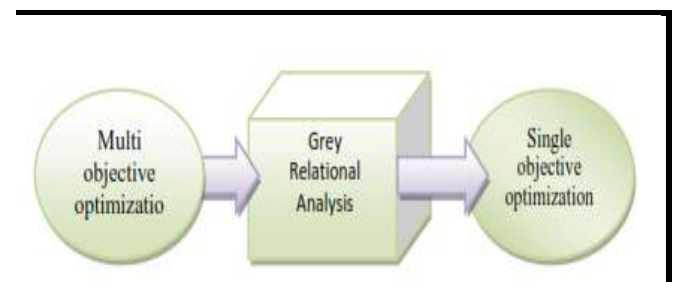 Multi
objective
optimizatio
Grey
Relational
Analysis
Single
objective
optimization